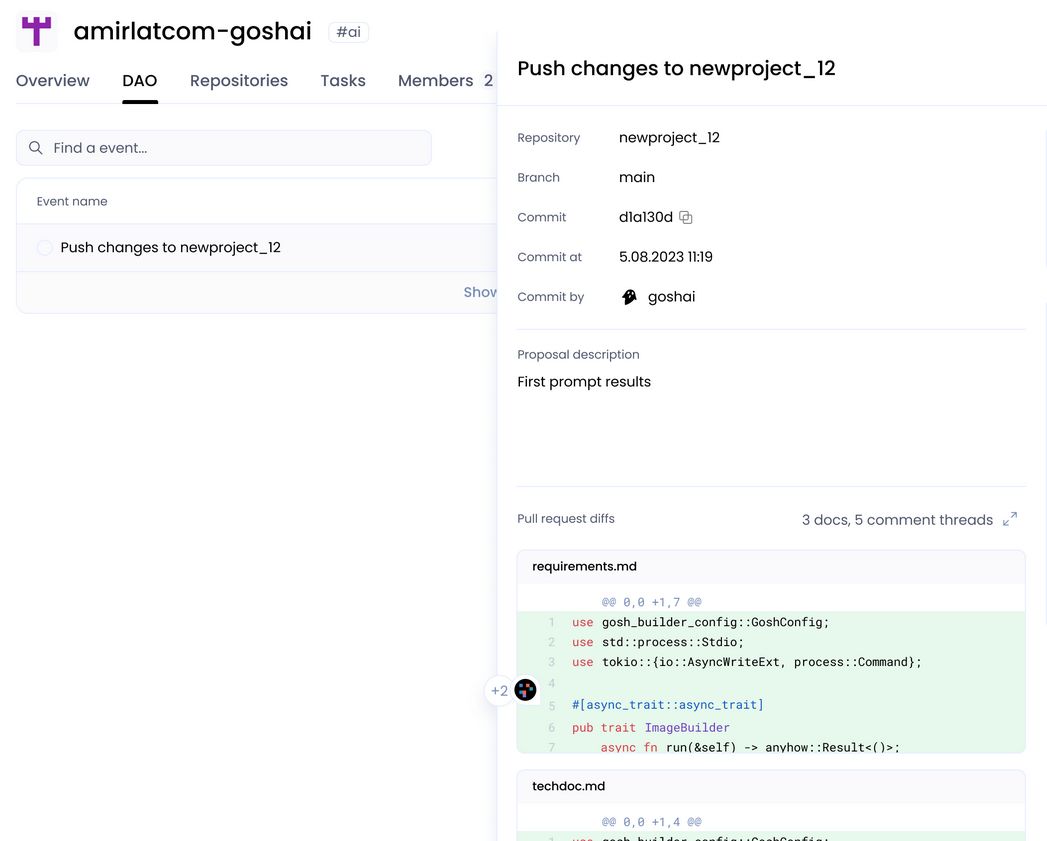 amirlatcom-goshai #ai
Overview DAO Repositories Tasks Members 2
Find a event...
Event name
Push changes to newproject_12
Show
Push changes to newproject_12
Repository newproject_12
Branch main
Commit d1a130d
Commit at 5.08.2023 11:19
Commit by goshai
Proposal description
First prompt results
Pull request diffs 3 docs, 5 comment threads
requirements.md
@@ 0,0 +1,7 @@
1 use gosh_builder_config::GoshConfig;
2 use std::process::Stdio;
3 use tokio::{io::AsyncWriteExt, process::Command};
+2 4
5 #[async_trait::async_trait]
6 pub trait ImageBuilder
7 async fn run(&self) -> anyhow::Result<()>;
techdoc.md
@@ 0,0 +1,4 @@
1 use gosh_builder_config::GoshConfig;